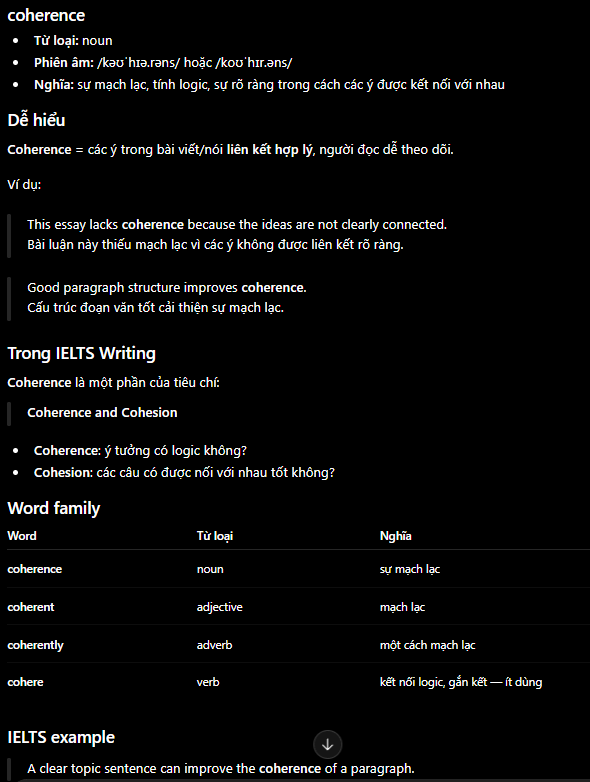 coherence
Từ loại: noun
Phiên âm: /kəʊˈhɪə.rəns/ hoặc /koʊˈhɪr.əns/
Nghĩa: sự mạch lạc, tính logic, sự rõ ràng trong cách các ý được kết nối với nhau
Dễ hiểu
Coherence = các ý trong bài viết/nói liên kết hợp lý, người đọc dễ theo dõi.
Ví dụ:
This essay lacks coherence because the ideas are not clearly connected.
Bài luận này thiếu mạch lạc vì các ý không được liên kết rõ ràng.
Good paragraph structure improves coherence.
Cấu trúc đoạn văn tốt cải thiện sự mạch lạc.
Trong IELTS Writing
Coherence là một phần của tiêu chí:
Coherence and Cohesion
Coherence: ý tưởng có logic không?
Cohesion: các câu có được nối với nhau tốt không?
Word family
Word Từ loại Nghĩa
coherence noun sự mạch lạc
coherent adjective mạch lạc
coherently adverb một cách mạch lạc
cohere verb kết nối logic, gắn kết — ít dùng
IELTS example
A clear topic sentence can improve the coherence of a paragraph.